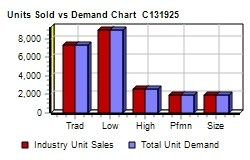 Units Sold vs Demand Chart C131925
8,000
6,000
4,000
2,000
0
Trad Low High Pfmn Size
Industry Unit Sales Total Unit Demand